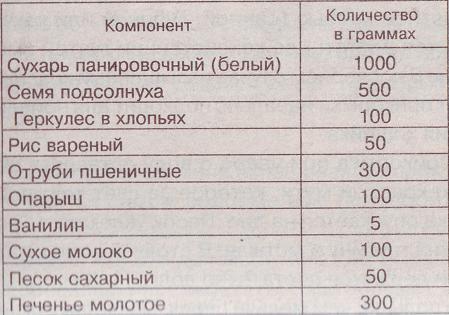 Компонент Количество
в граммах
Сухарь панировочный (белый) 1000
Семя подсолнуха 500
Геркулес в хлопьях 100
Рис вареный 50
Отруби пшеничные 300
Опарыш 100
Ванилин 5
Сухое молоко 100
Песок сахарный 50
Печенье молотое 300